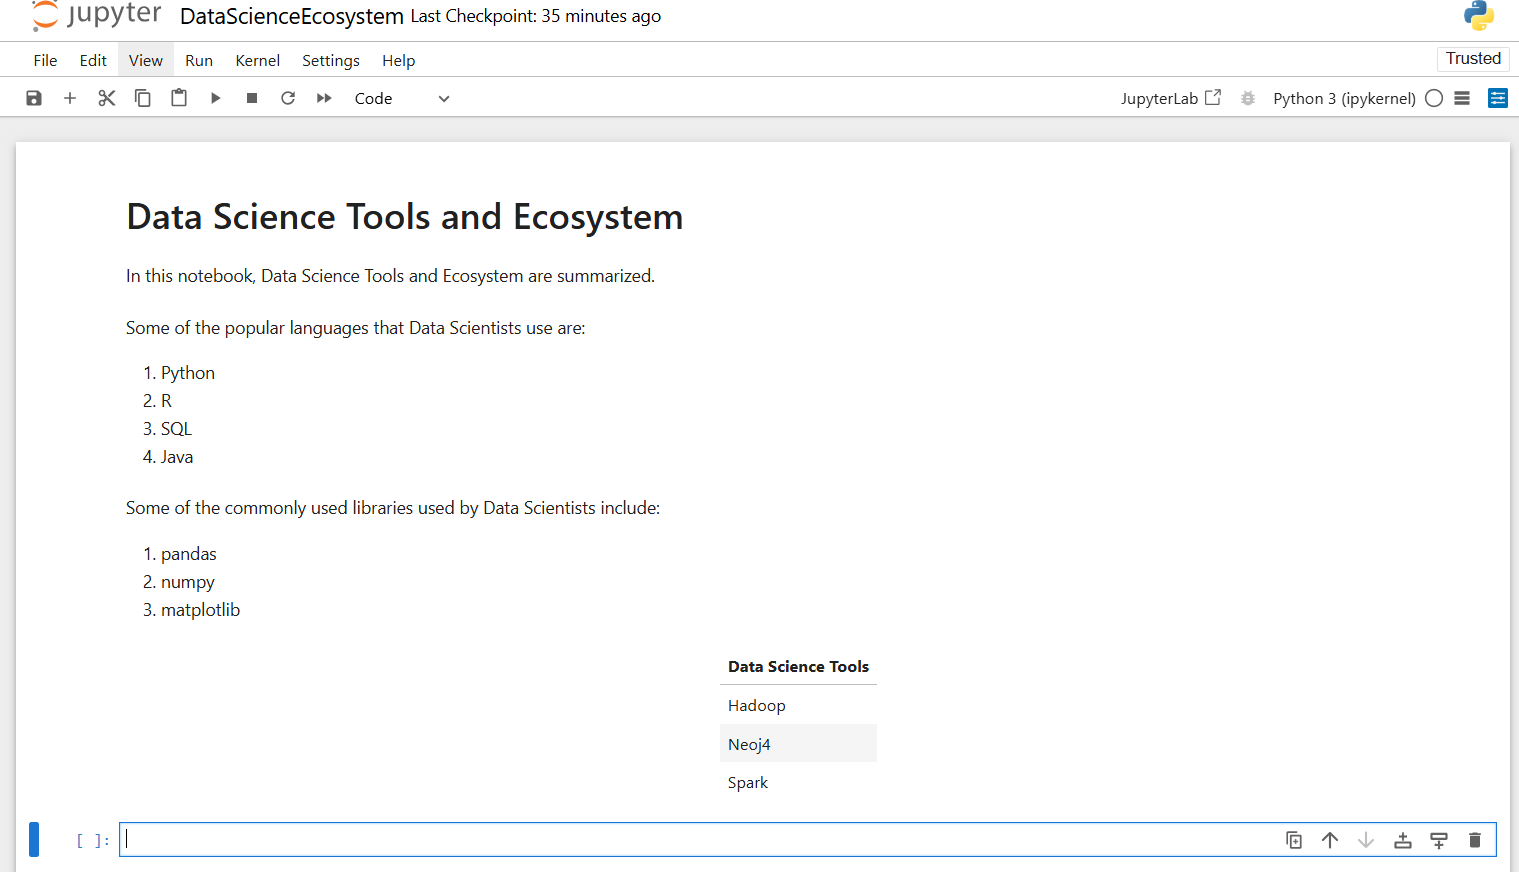 jupyter DataScienceEcosystem Last Checkpoint: 35 minutes ago
File Edit View Run Kernel Settings Help Trusted
Code JupyterLab Python 3 (ipykernel)
Data Science Tools and Ecosystem
In this notebook, Data Science Tools and Ecosystem are summarized.
Some of the popular languages that Data Scientists use are:
1. Python
2. R
3. SQL
4. Java
Some of the commonly used libraries used by Data Scientists include:
1. pandas
2. numpy
3. matplotlib
Data Science Tools
Hadoop
Neoj4
Spark
[ ]: